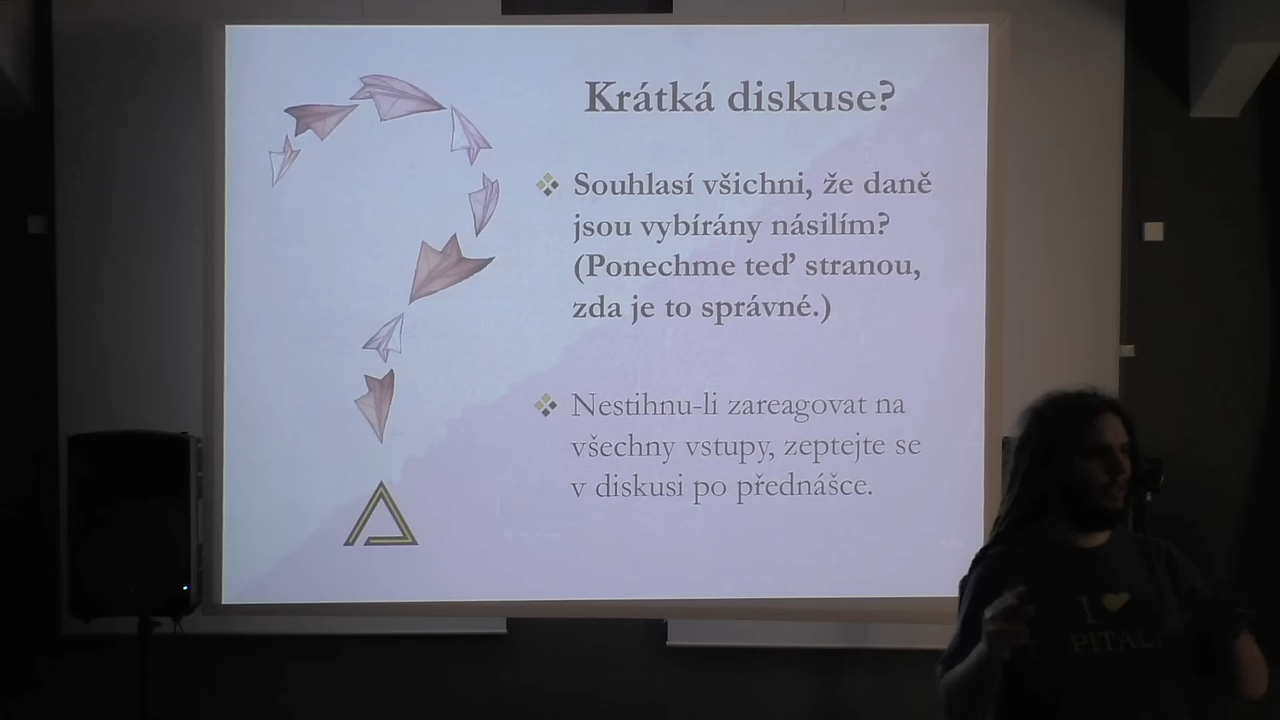 Krátká diskuse?
Souhlasí všichni, že daně
jsou vybírány násilím?
(Ponechme teď stranou,
zda je to správné.)
Nestihnu-li zareagovat na
všechny vstupy, zeptejte se
v diskusi po přednášce.
I